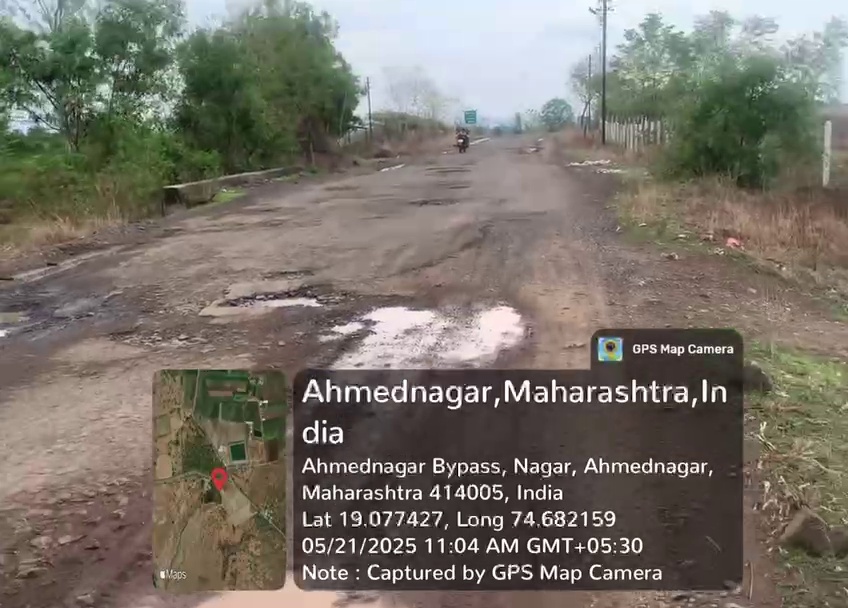 GPS Map Camera
Ahmednagar,Maharashtra,In
dia
Ahmednagar Bypass, Nagar, Ahmednagar,
Maharashtra 414005, India
Lat 19.077427, Long 74.682159
05/21/2025 11:04 AM GMT+05:30
Note : Captured by GPS Map Camera
Maps